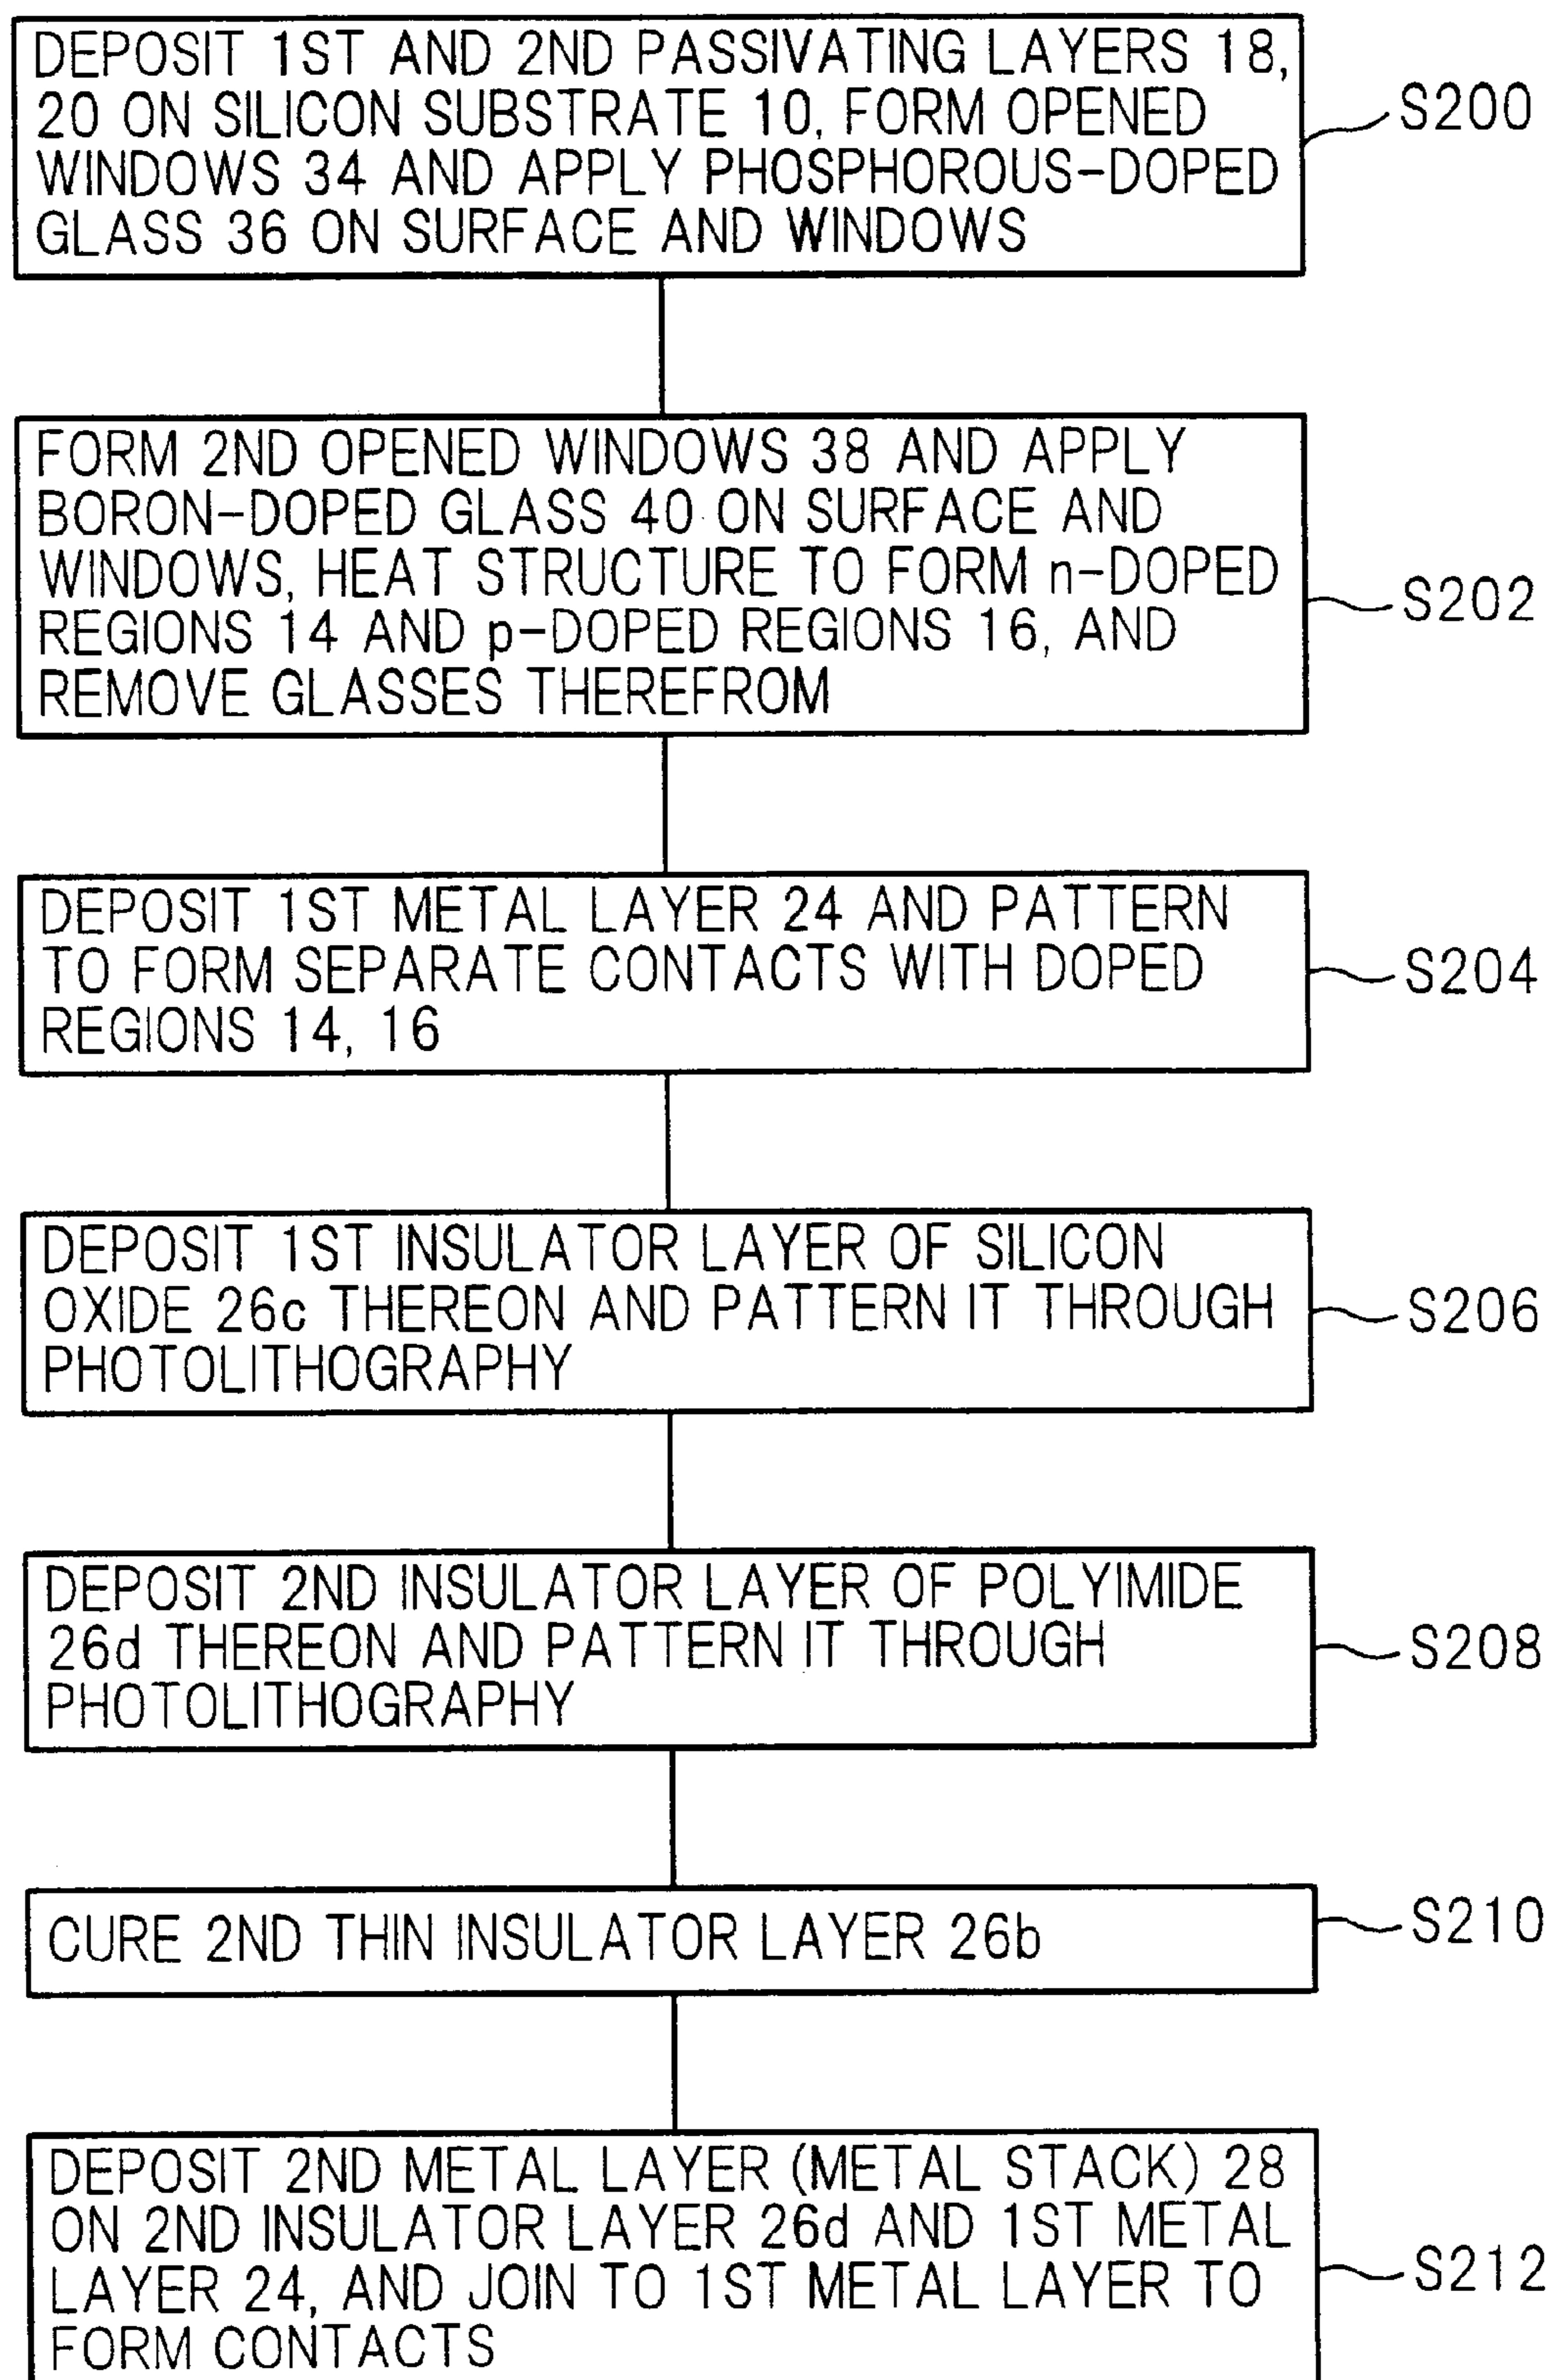 DEPOSIT 1ST AND 2ND PASSIVATING LAYERS 18,
20 ON SILICON SUBSTRATE 10, FORM OPENED
WINDOWS 34 AND APPLY PHOSPHOROUS-DOPED
GLASS 36 ON SURFACE AND WINDOWS
S200
FORM 2ND OPENED WINDOWS 38 AND APPLY
BORON-DOPED GLASS 40 ON SURFACE AND
WINDOWS, HEAT STRUCTURE TO FORM n-DOPED
REGIONS 14 AND p-DOPED REGIONS 16, AND
REMOVE GLASSES THEREFROM
S202
DEPOSIT 1ST METAL LAYER 24 AND PATTERN
TO FORM SEPARATE CONTACTS WITH DOPED
REGIONS 14, 16
S204
DEPOSIT 1ST INSULATOR LAYER OF SILICON
OXIDE 26c THEREON AND PATTERN IT THROUGH
PHOTOLITHOGRAPHY
S206
DEPOSIT 2ND INSULATOR LAYER OF POLYIMIDE
26d THEREON AND PATTERN IT THROUGH
PHOTOLITHOGRAPHY
S208
CURE 2ND THIN INSULATOR LAYER 26b
S210
DEPOSIT 2ND METAL LAYER (METAL STACK) 28
ON 2ND INSULATOR LAYER 26d AND 1ST METAL
LAYER 24, AND JOIN TO 1ST METAL LAYER TO
FORM CONTACTS
S212